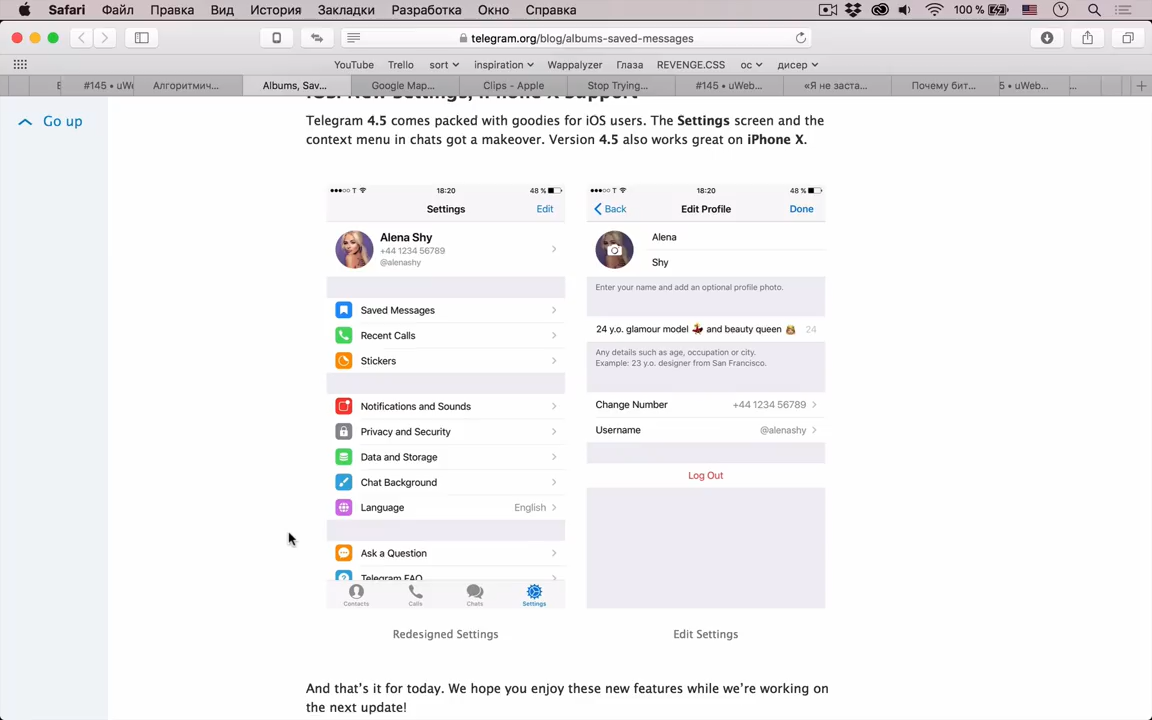 Safari Файл Правка Вид История Закладки Разработка Окно Справка 100 %
telegram.org/blog/albums-saved-messages
YouTube Trello sort inspiration Wappalyzer Глаза REVENGE.CSS ос дисер
#145 • uWe... Алгоритмич... Albums, Sav... Google Map... Clips - Apple Stop Trying... #145 • uWeb... «Я не заста... Почему бит... 5 • uWeb...
Go up
iOS: New Settings, iPhone X Support
Telegram 4.5 comes packed with goodies for iOS users. The Settings screen and the
context menu in chats got a makeover. Version 4.5 also works great on iPhone X.
T 18:20 48 %
Settings Edit
Alena Shy
+44 1234 56789
@alenashy
Saved Messages
Recent Calls
Stickers
Notifications and Sounds
Privacy and Security
Data and Storage
Chat Background
Language English
Ask a Question
Telegram FAQ
Contacts Calls Chats Settings
Redesigned Settings
T 18:20 48 %
Back Edit Profile Done
Alena
Shy
Enter your name and add an optional profile photo.
24 y.o. glamour model 💃 and beauty queen 👸 24
Any details such as age, occupation or city.
Example: 23 y.o. designer from San Francisco.
Change Number +44 1234 56789
Username @alenashy
Log Out
Edit Settings
And that's it for today. We hope you enjoy these new features while we're working on
the next update!